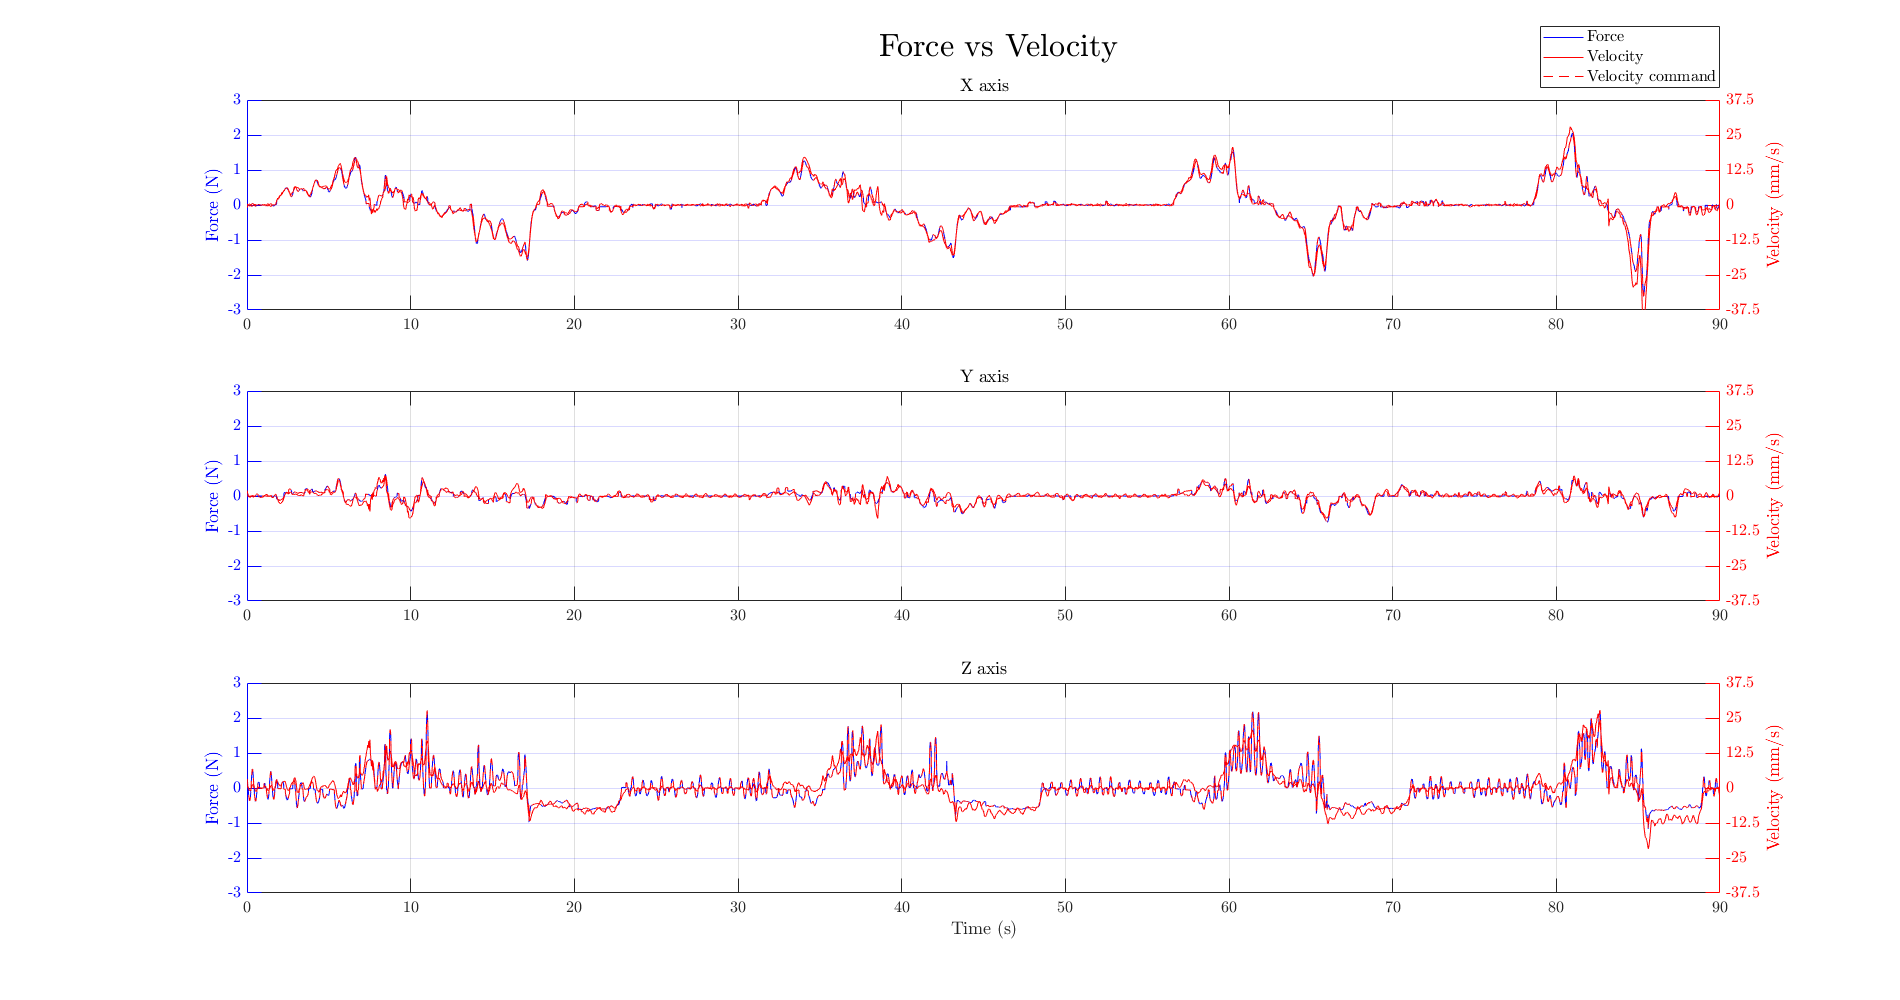 Force vs Velocity
Force
Velocity
Velocity command
X axis
3
2
1
0
-1
-2
-3
Force (N)
37.5
25
12.5
0
-12.5
-25
-37.5
Velocity (mm/s)
0 10 20 30 40 50 60 70 80 90
Y axis
3
2
1
0
-1
-2
-3
Force (N)
37.5
25
12.5
0
-12.5
-25
-37.5
Velocity (mm/s)
0 10 20 30 40 50 60 70 80 90
Z axis
3
2
1
0
-1
-2
-3
Force (N)
37.5
25
12.5
0
-12.5
-25
-37.5
Velocity (mm/s)
0 10 20 30 40 50 60 70 80 90
Time (s)